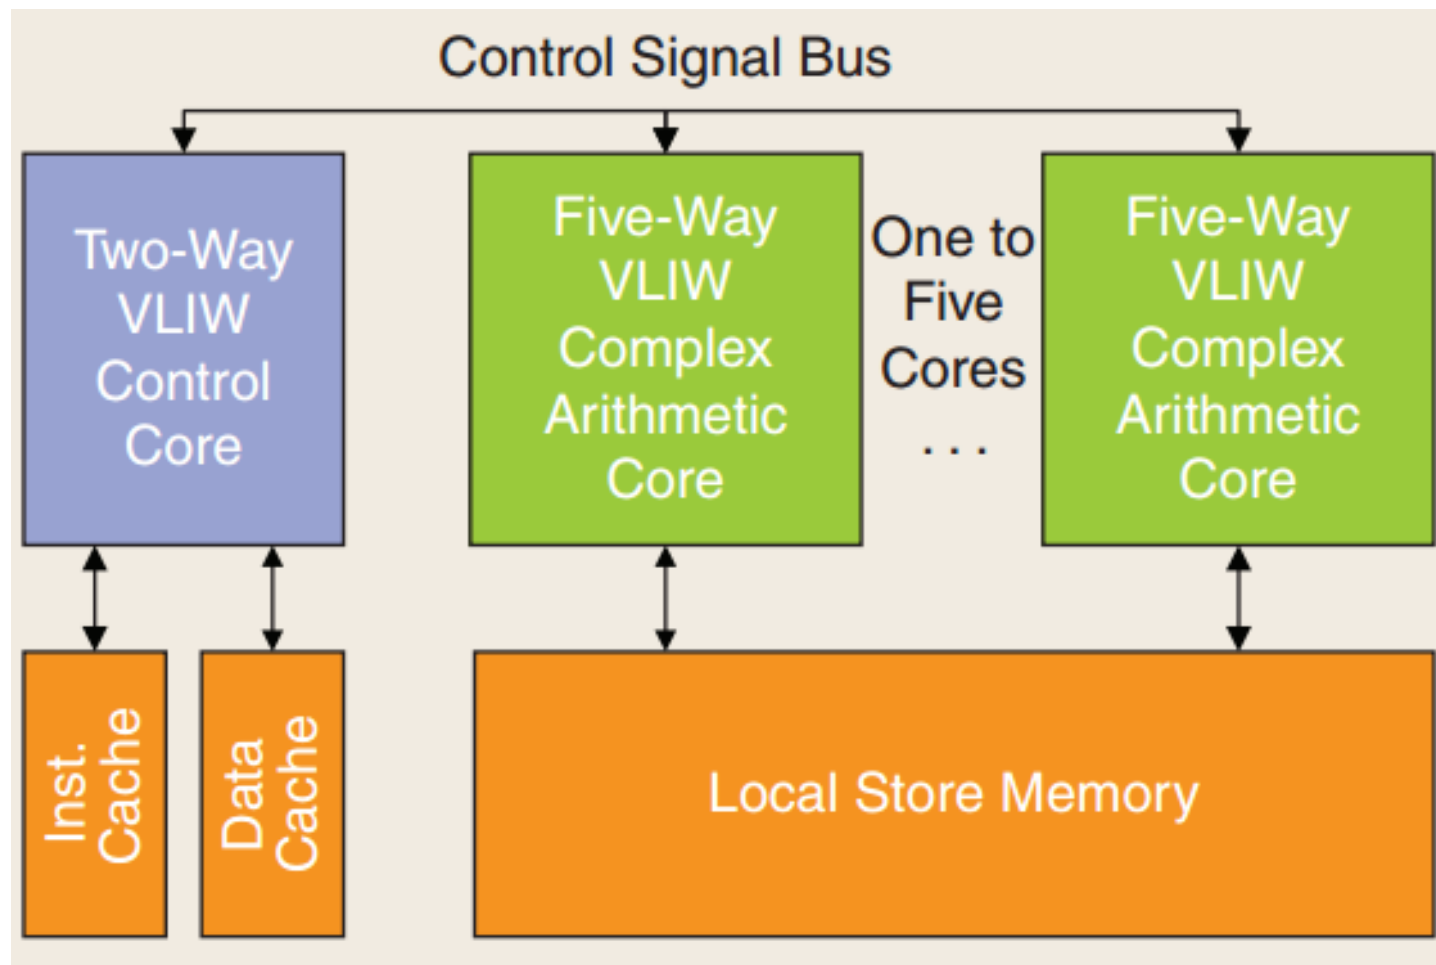 Control Signal Bus
Two-Way
VLIW
Control
Core
Five-Way
VLIW
Complex
Arithmetic
Core
One to
Five
Cores
...
Five-Way
VLIW
Complex
Arithmetic
Core
Inst.
Cache
Data
Cache
Local Store Memory